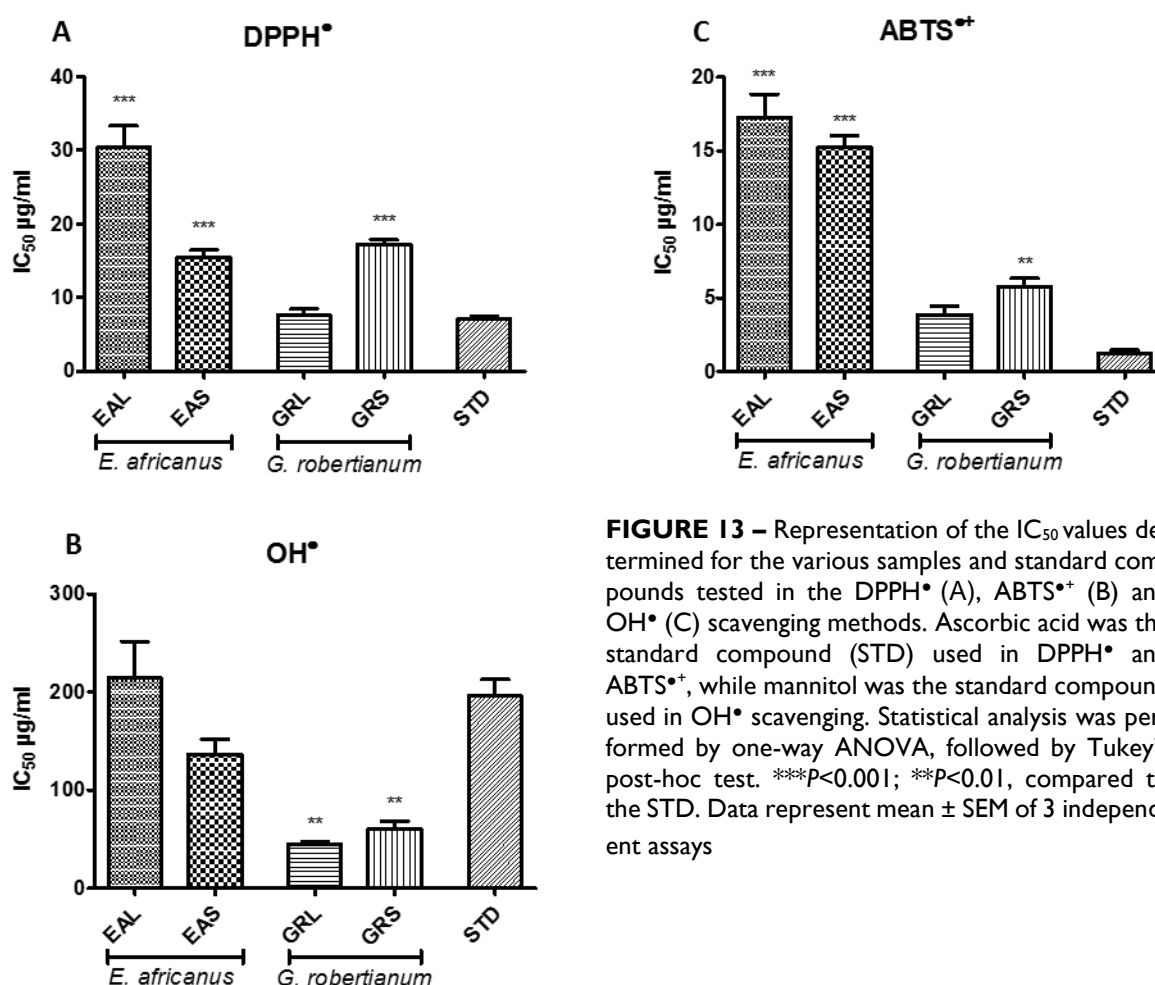 A
DPPH•
IC50 µg/ml
40
30
20
10
0
***
***
***
EAL
EAS
GRL
GRS
STD
E. africanus
G. robertianum
C
ABTS•+
IC50 µg/ml
20
15
10
5
0
***
***
**
EAL
EAS
GRL
GRS
STD
E. africanus
G. robertianum
B
OH•
IC50 µg/ml
300
200
100
0
**
**
EAL
EAS
GRL
GRS
STD
E. africanus
G. robertianum
FIGURE 13 – Representation of the IC50 values de
termined for the various samples and standard com
pounds tested in the DPPH• (A), ABTS•+ (B) an
OH• (C) scavenging methods. Ascorbic acid was th
standard compound (STD) used in DPPH• an
ABTS•+, while mannitol was the standard compoun
used in OH• scavenging. Statistical analysis was per
formed by one-way ANOVA, followed by Tukey'
post-hoc test. ***P<0.001; **P<0.01, compared t
the STD. Data represent mean ± SEM of 3 independ
ent assays